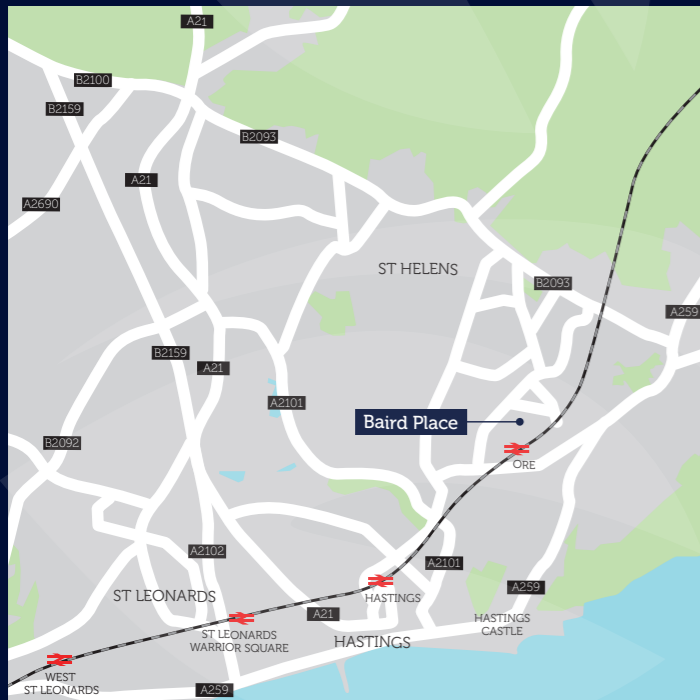 A21
B2100
B2159
B2093
A21
A2690
ST HELENS
B2093
A259
B2159
A21
A2101
Baird Place
B2092
ORE
A2102
A2101
ST LEONARDS
HASTINGS
A259
A21
HASTINGS
CASTLE
ST LEONARDS
WARRIOR SQUARE
HASTINGS
WEST
ST LEONARDS
A259